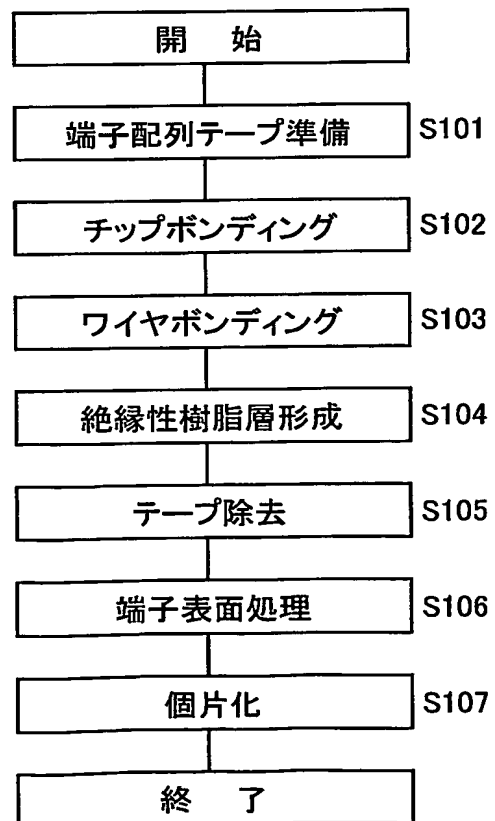 開 始
端子配列テープ準備 S101
チップボンディング S102
ワイヤボンディング S103
絶縁性樹脂層形成 S104
テープ除去 S105
端子表面処理 S106
個片化 S107
終 了